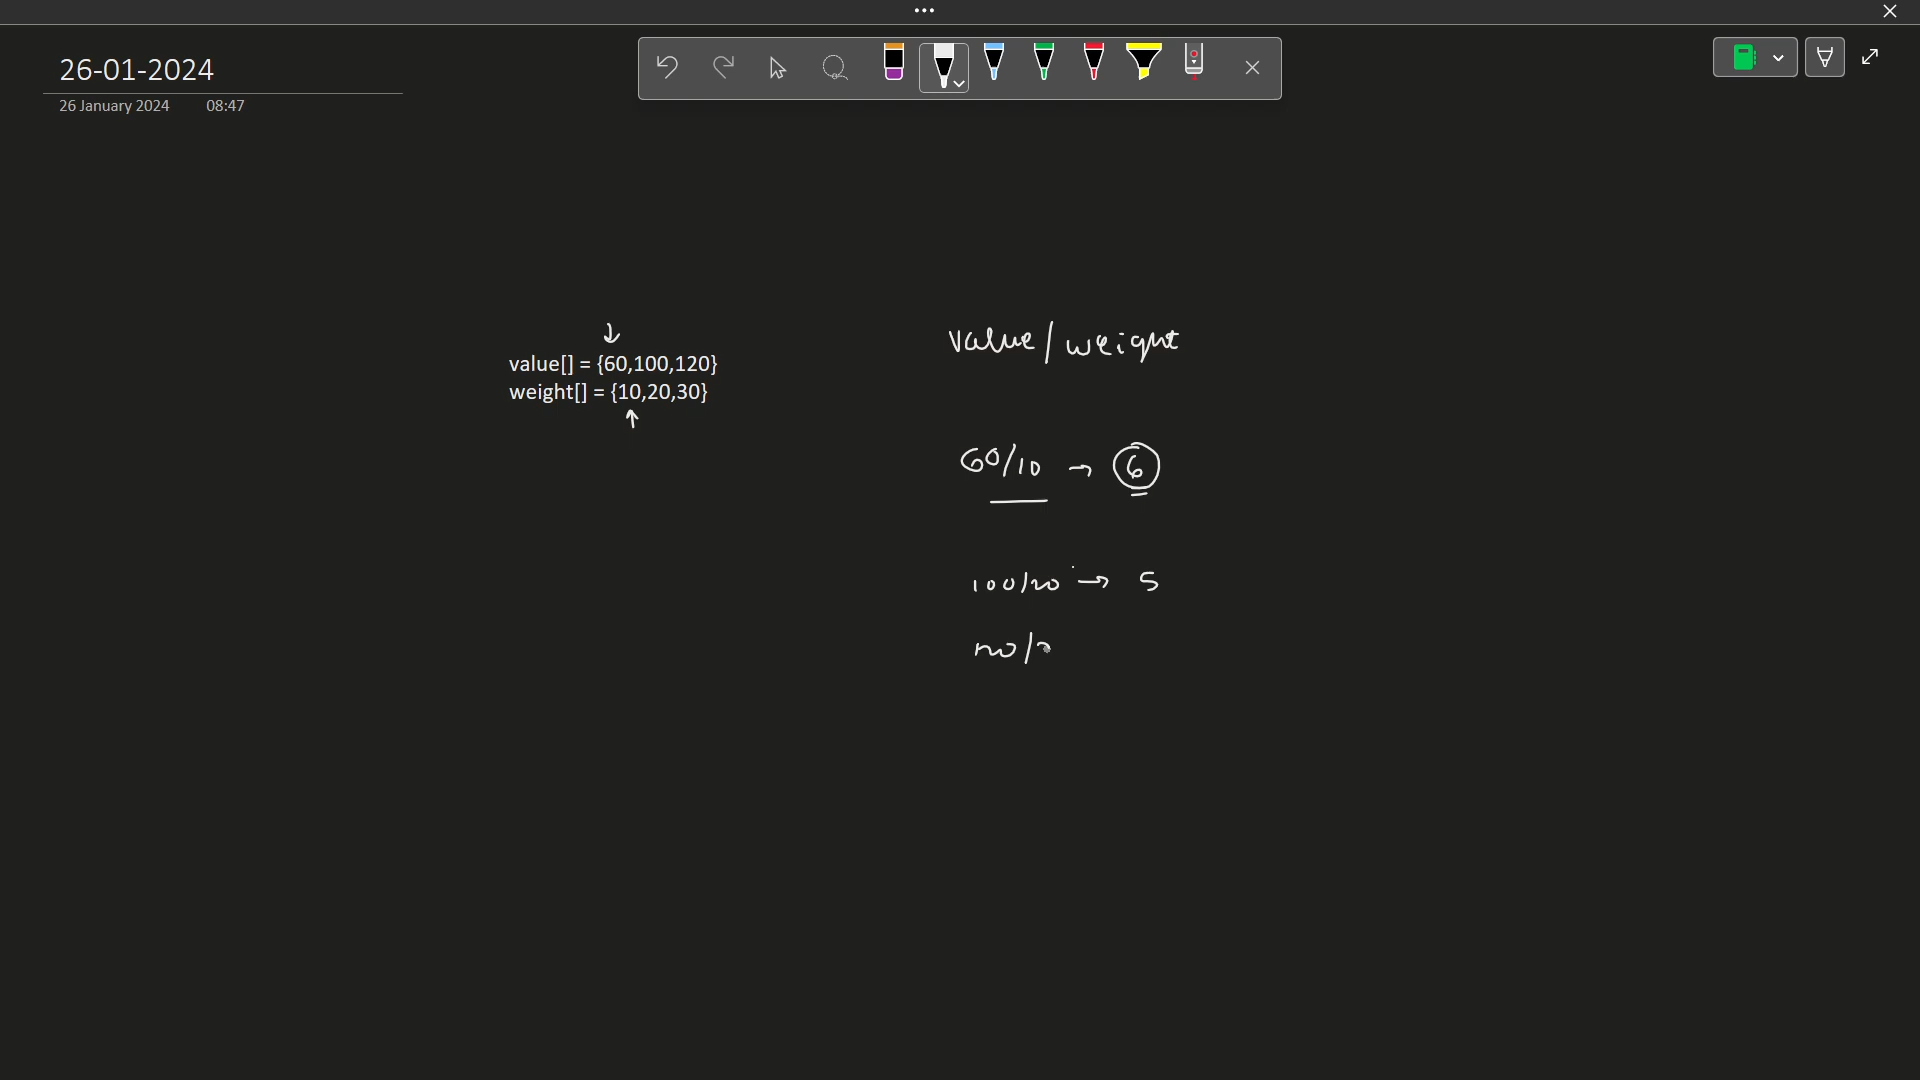 26-01-2024
26 January 2024 08:47
value[] = {60,100,120}
weight[] = {10,20,30}
value/weight
60/10 → 6
100/20 → 5